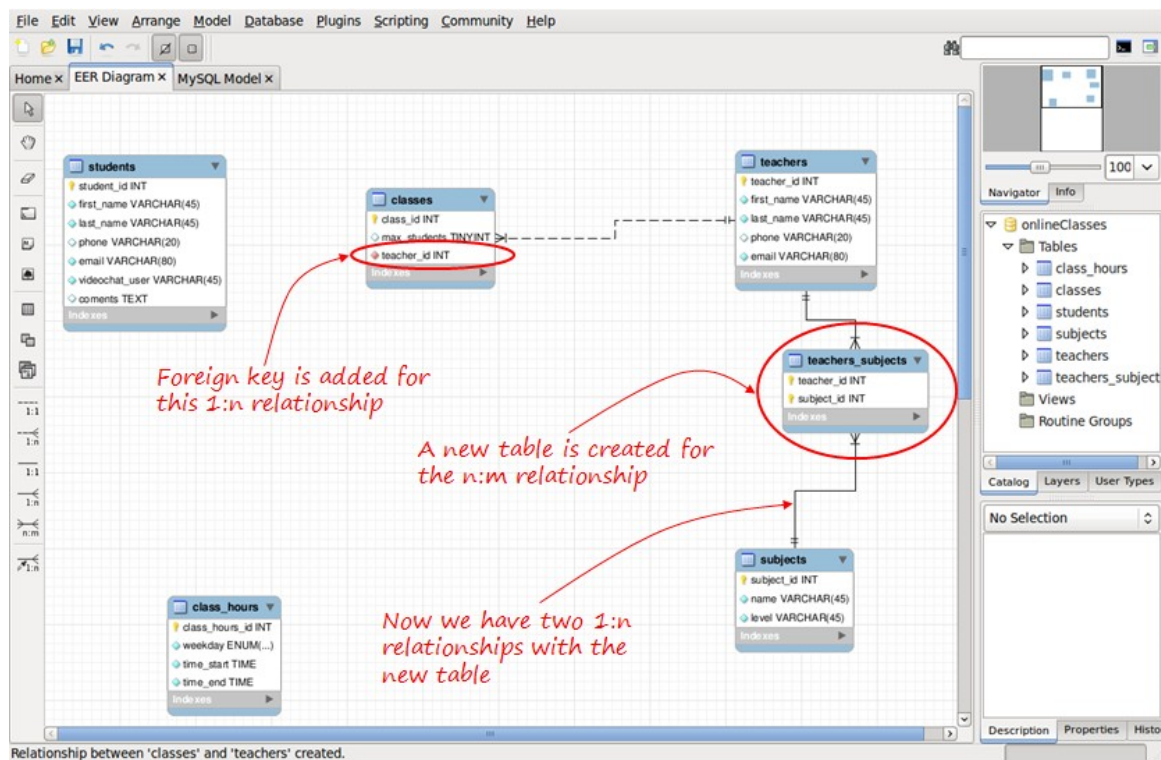 File Edit View Arrange Model Database Plugins Scripting Community Help
Home × EER Diagram × MySQL Model ×
students
student_id INT
first_name VARCHAR(45)
last_name VARCHAR(45)
phone VARCHAR(20)
email VARCHAR(80)
videochat_user VARCHAR(45)
coments TEXT
Indexes
classes
class_id INT
max_students TINYINT
teacher_id INT
Indexes
teachers
teacher_id INT
first_name VARCHAR(45)
last_name VARCHAR(45)
phone VARCHAR(20)
email VARCHAR(80)
Indexes
Foreign key is added for
this 1:n relationship
teachers_subjects
teacher_id INT
subject_id INT
Indexes
A new table is created for
the n:m relationship
subjects
subject_id INT
name VARCHAR(45)
level VARCHAR(45)
Indexes
class_hours
class_hours_id INT
weekday ENUM(...)
time_start TIME
time_end TIME
Indexes
Now we have two 1:n
relationships with the
new table
1:1
1:n
1:1
1:n
n:m
1:n
100
Navigator Info
onlineClasses
Tables
class_hours
classes
students
subjects
teachers
teachers_subject
Views
Routine Groups
Catalog Layers User Types
No Selection
Description Properties Histo
Relationship between 'classes' and 'teachers' created.